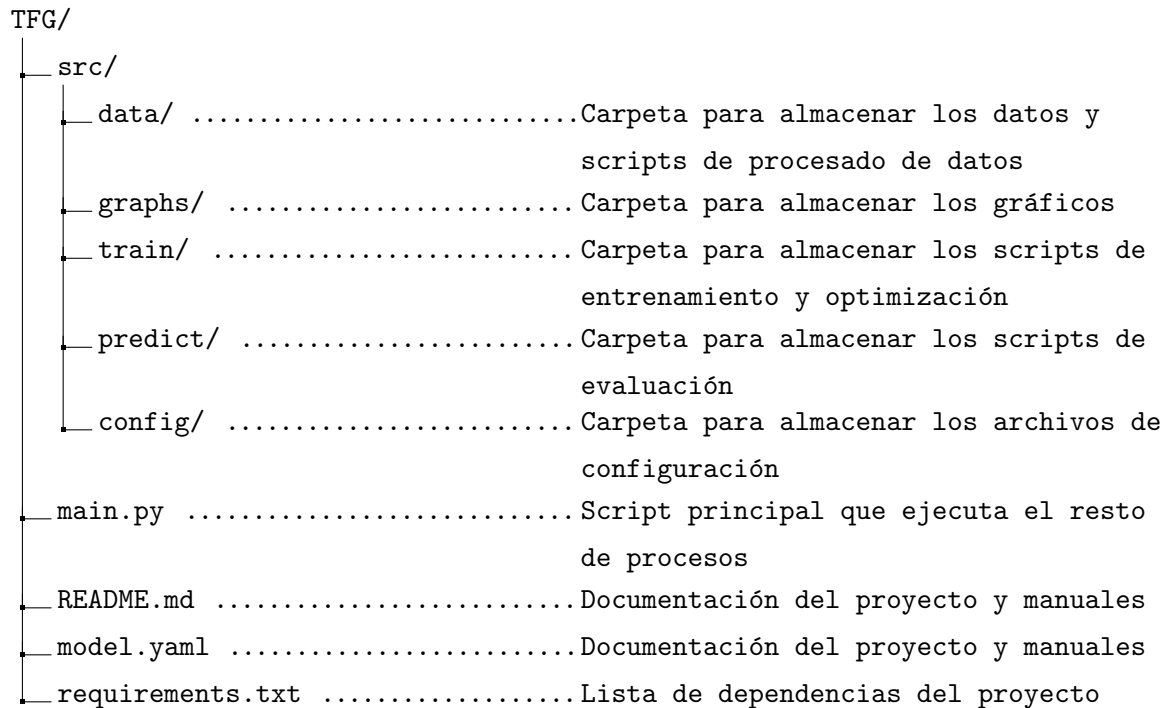 TFG/
src/
data/ .............................Carpeta para almacenar los datos y
scripts de procesado de datos
graphs/ ..........................Carpeta para almacenar los gráficos
train/ ...........................Carpeta para almacenar los scripts de
entrenamiento y optimización
predict/ .........................Carpeta para almacenar los scripts de
evaluación
config/ ..........................Carpeta para almacenar los archivos de
configuración
main.py .............................Script principal que ejecuta el resto
de procesos
README.md ...........................Documentación del proyecto y manuales
model.yaml ..........................Documentación del proyecto y manuales
requirements.txt ...................Lista de dependencias del proyecto